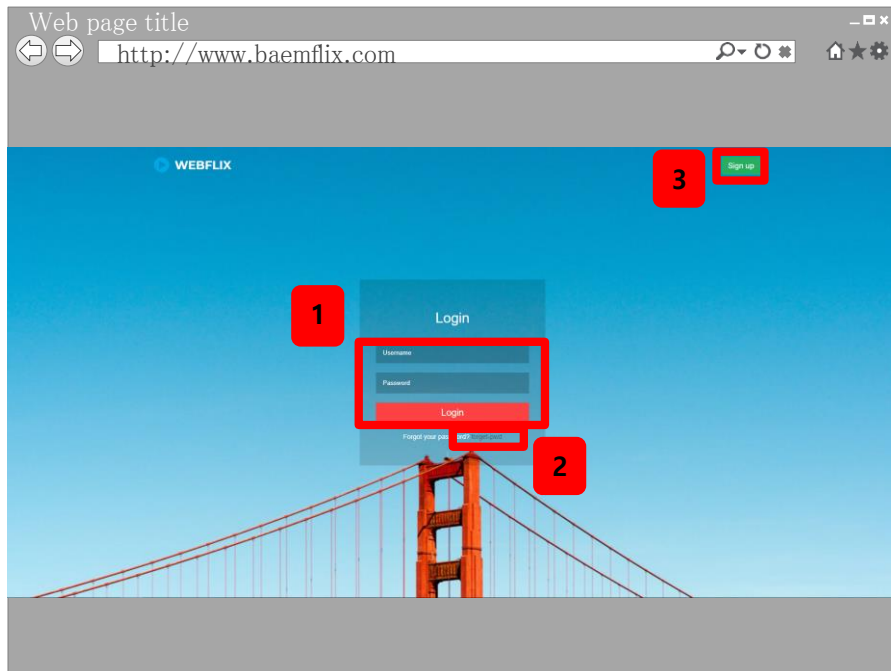 Web page title
http://www.baemflix.com
WEBFLIX
3
Sign up
1
Login
Username
Password
Login
Forgot your password?
2